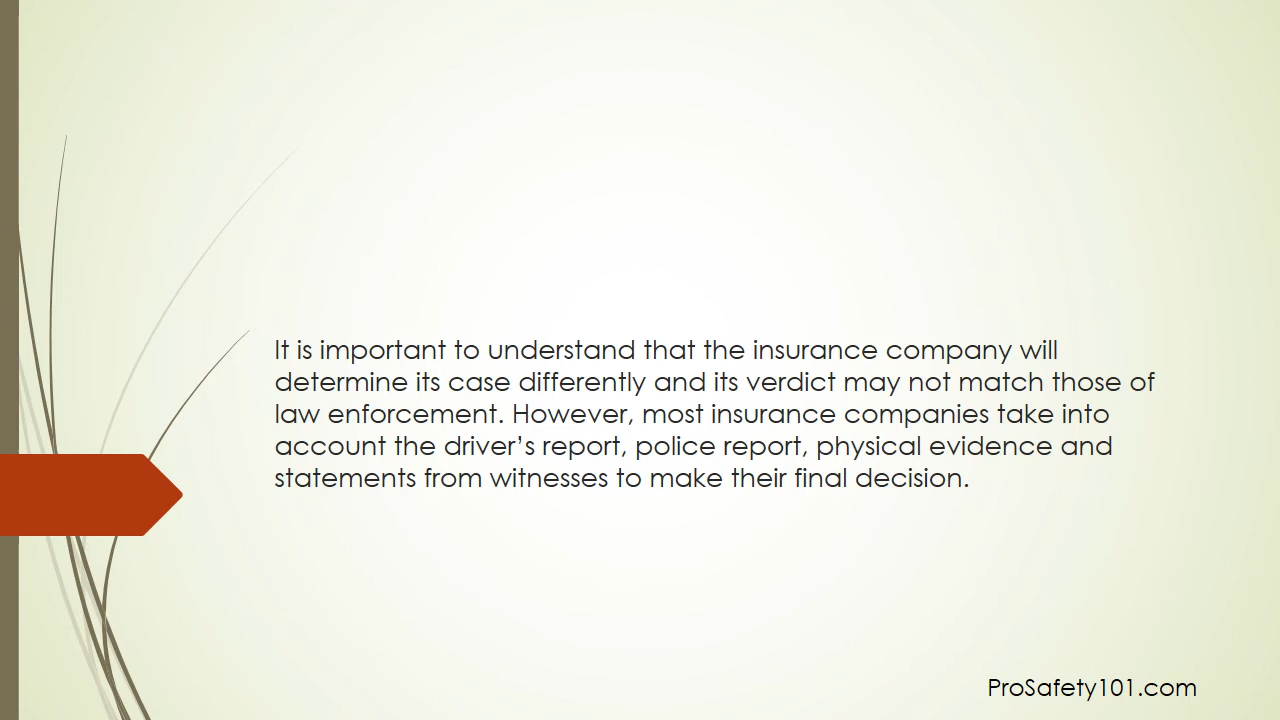 It is important to understand that the insurance company will
determine its case differently and its verdict may not match those of
law enforcement. However, most insurance companies take into
account the driver’s report, police report, physical evidence and
statements from witnesses to make their final decision.
ProSafety101.com